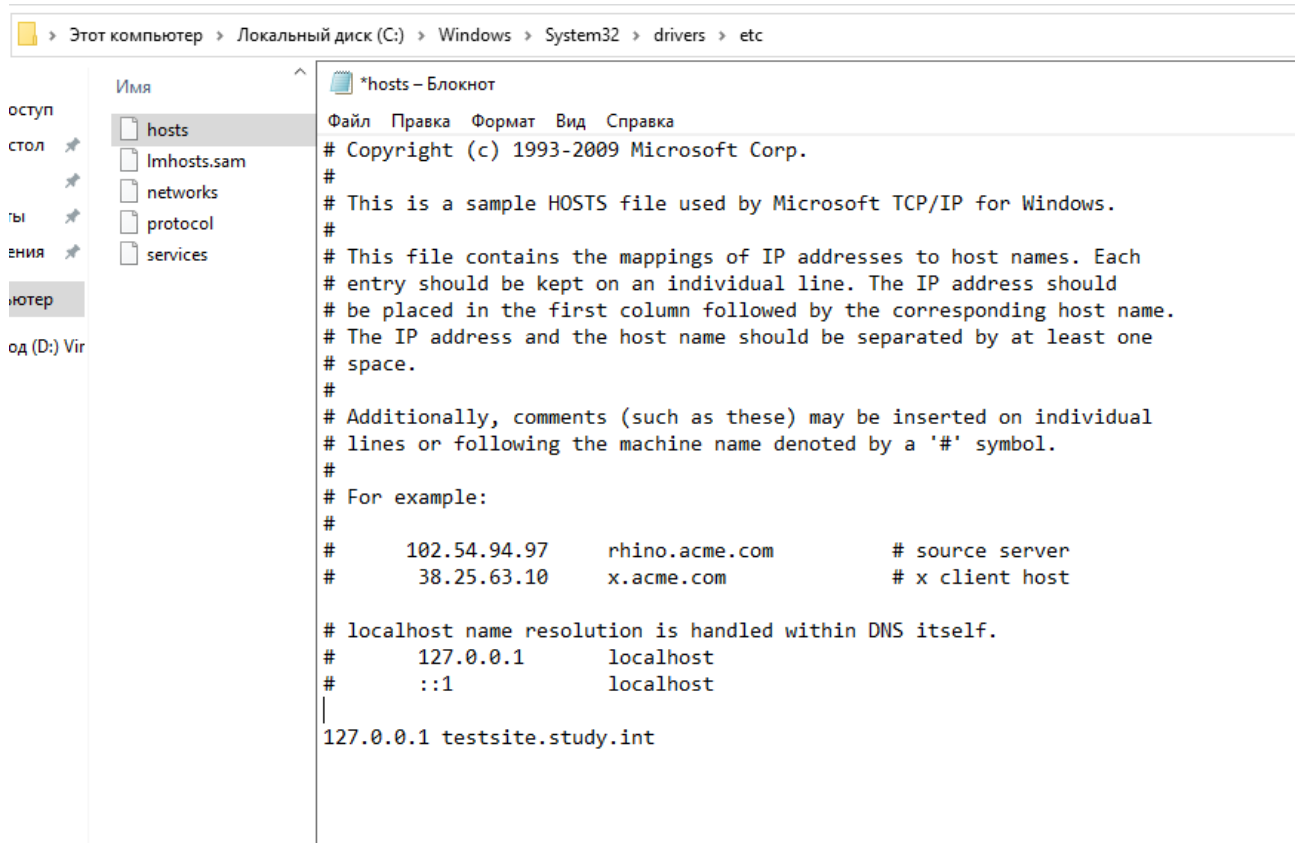 Этот компьютер > Локальный диск (C:) > Windows > System32 > drivers > etc
оступ
стол
ты
ения
ьютер
од (D:) Vir
Имя
hosts
lmhosts.sam
networks
protocol
services
*hosts – Блокнот
Файл Правка Формат Вид Справка
# Copyright (c) 1993-2009 Microsoft Corp.
#
# This is a sample HOSTS file used by Microsoft TCP/IP for Windows.
#
# This file contains the mappings of IP addresses to host names. Each
# entry should be kept on an individual line. The IP address should
# be placed in the first column followed by the corresponding host name.
# The IP address and the host name should be separated by at least one
# space.
#
# Additionally, comments (such as these) may be inserted on individual
# lines or following the machine name denoted by a '#' symbol.
#
# For example:
#
#      102.54.94.97     rhino.acme.com          # source server
#       38.25.63.10     x.acme.com              # x client host

# localhost name resolution is handled within DNS itself.
#       127.0.0.1       localhost
#       ::1             localhost

127.0.0.1 testsite.study.int